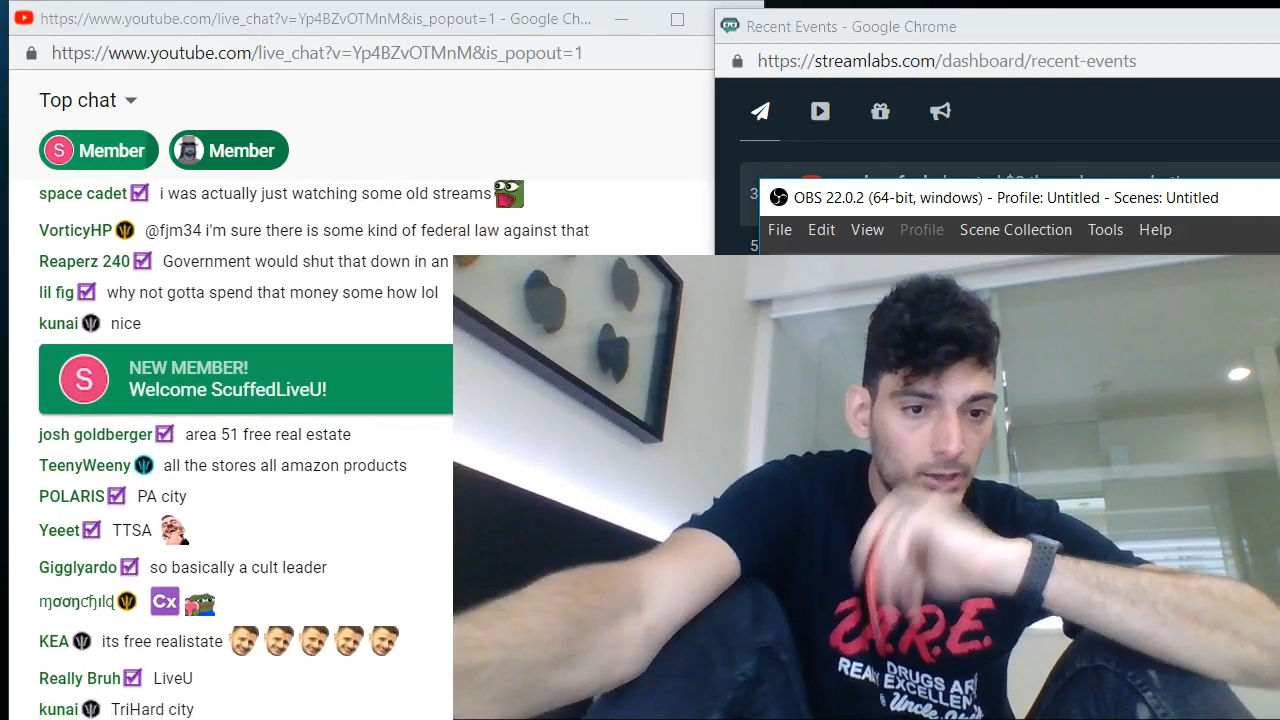 https://www.youtube.com/live_chat?v=Yp4BZvOTMnM&is_popout=1 - Google Ch...
https://www.youtube.com/live_chat?v=Yp4BZvOTMnM&is_popout=1
Top chat
S Member
Member
space cadet i was actually just watching some old streams
VorticyHP @fjm34 i'm sure there is some kind of federal law against that
Reaperz 240 Government would shut that down in an
lil fig why not gotta spend that money some how lol
kunai nice
S NEW MEMBER!
Welcome ScuffedLiveU!
josh goldberger area 51 free real estate
TeenyWeeny all the stores all amazon products
POLARIS PA city
Yeeet TTSA
Gigglyardo so basically a cult leader
Cx
KEA its free realistate
Really Bruh LiveU
kunai TriHard city
Recent Events - Google Chrome
https://streamlabs.com/dashboard/recent-events
3
OBS 22.0.2 (64-bit, windows) - Profile: Untitled - Scenes: Untitled
5
File Edit View Profile Scene Collection Tools Help
D.A.R.E.
DRUGS ARE
EXCELLEN
Uncle